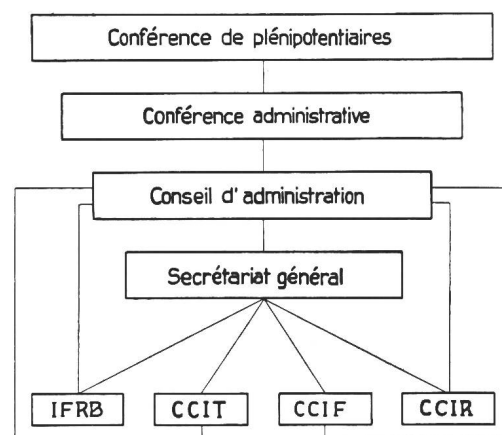 Conférence de plénipotentiaires
Conférence administrative
Conseil d'administration
Secrétariat général
IFRB CCIT CCIF CCIR